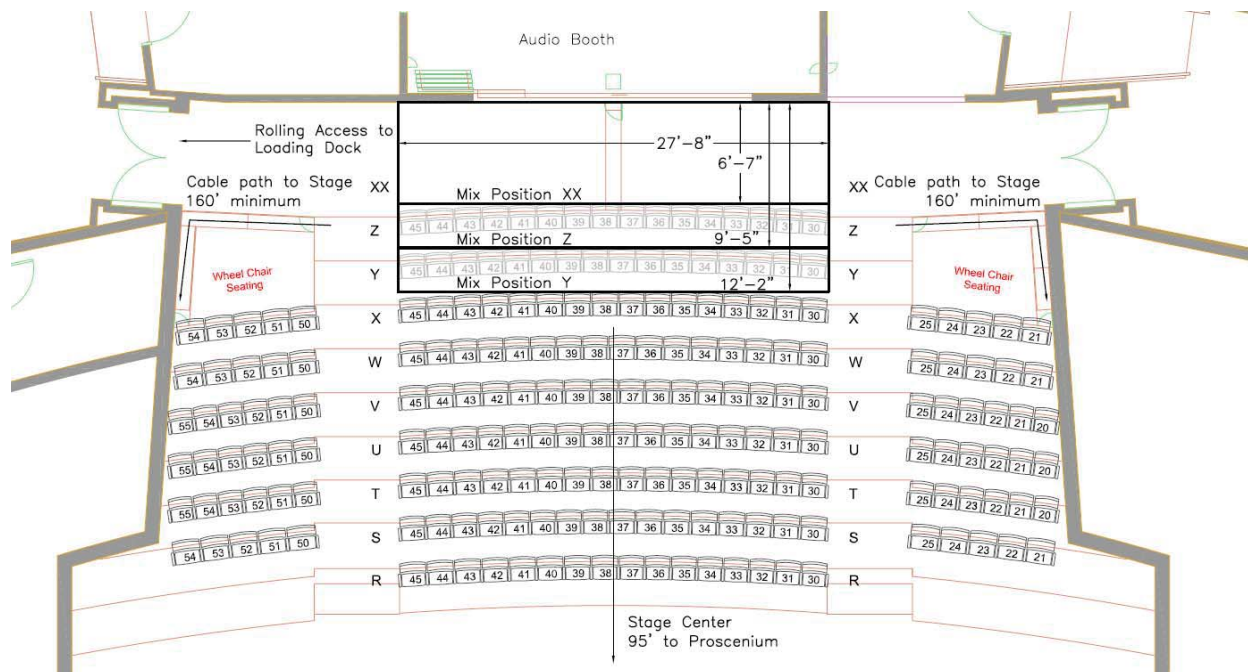 Audio Booth
Rolling Access to
Loading Dock
27'-8"
6'-7"
Cable path to Stage
160' minimum
XX
Mix Position XX
XX
Cable path to Stage
160' minimum
Z
45 44 43 42 41 40 39 38 37 36 35 34 33 32 31 30
Z
Mix Position Z
9'-5"
Wheel Chair
Seating
Y
45 44 43 42 41 40 39 38 37 36 35 34 33 32 31 30
Y
Wheel Chair
Seating
Mix Position Y
12'-2"
54 53 52 51 50
X
45 44 43 42 41 40 39 38 37 36 35 34 33 32 31 30
X
25 24 23 22 21
54 53 52 51 50
W
45 44 43 42 41 40 39 38 37 36 35 34 33 32 31 30
W
25 24 23 22 21
55 54 53 52 51 50
V
45 44 43 42 41 40 39 38 37 36 35 34 33 32 31 30
V
25 24 23 22 21 20
55 54 53 52 51 50
U
45 44 43 42 41 40 39 38 37 36 35 34 33 32 31 30
U
25 24 23 22 21 20
55 54 53 52 51 50
T
45 44 43 42 41 40 39 38 37 36 35 34 33 32 31 30
T
25 24 23 22 21 20
54 53 52 51 50
S
45 44 43 42 41 40 39 38 37 36 35 34 33 32 31 30
S
25 24 23 22 21
R
45 44 43 42 41 40 39 38 37 36 35 34 33 32 31 30
R
Stage Center
95' to Proscenium